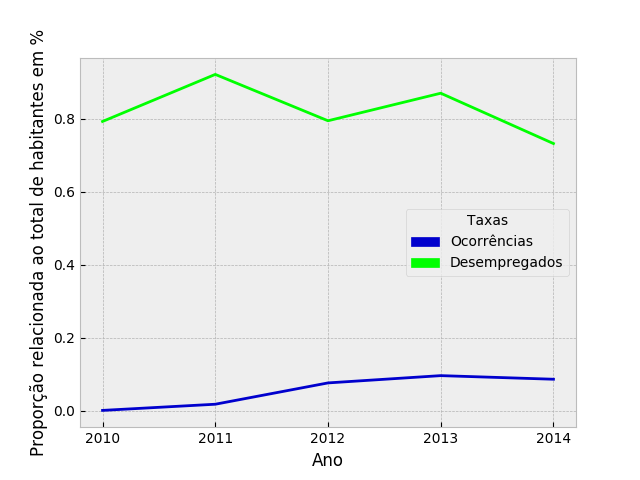 Proporção relacionada ao total de habitantes em %
0.8
0.6
0.4
0.2
0.0
Taxas
Ocorrências
Desempregados
2010 2011 2012 2013 2014
Ano